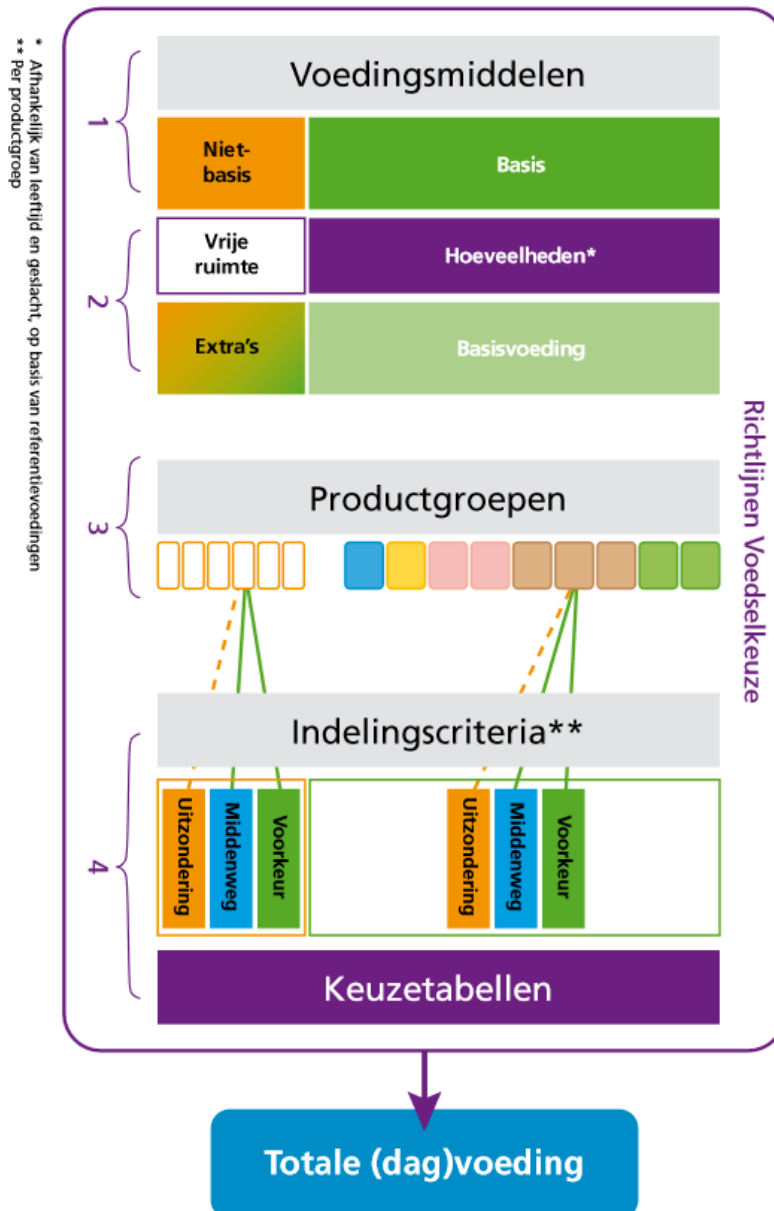 Richtlijnen Voedselkeuze
1
Voedingsmiddelen
Niet-
basis
Basis
2
Vrije
ruimte
Hoeveelheden*
Extra's
Basisvoeding
3
Productgroepen
4
Indelingscriteria**
Uitzondering
Middenweg
Voorkeur
Uitzondering
Middenweg
Voorkeur
Keuzetabellen
Totale (dag)voeding
* Afhankelijk van leeftijd en geslacht, op basis van referentievoedingen
** Per productgroep